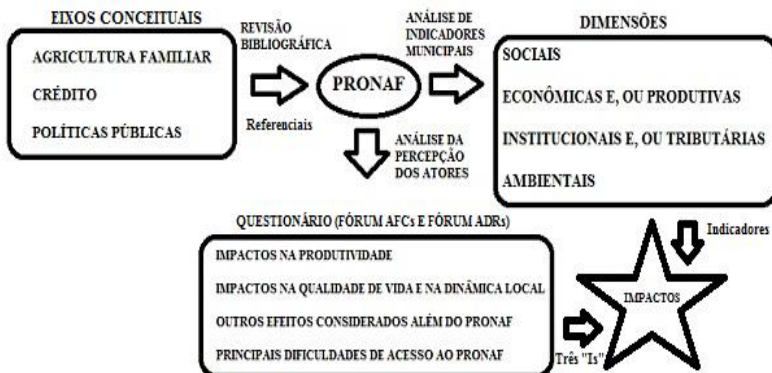 EIXOS CONCEITUAIS
AGRICULTURA FAMILIAR
CRÉDITO
POLÍTICAS PÚBLICAS
REVISÃO
BIBLIOGRÁFICA
Referenciais
PRONAF
ANÁLISE DE
INDICADORES
MUNICIPAIS
ANÁLISE DA
PERCEPÇÃO
DOS ATORES
DIMENSÕES
SOCIAIS
ECONÔMICAS E, OU PRODUTIVAS
INSTITUCIONAIS E, OU TRIBUTÁRIAS
AMBIENTAIS
Indicadores
QUESTIONÁRIO (FÓRUM AFCs E FÓRUM ADRs)
IMPACTOS NA PRODUTIVIDADE
IMPACTOS NA QUALIDADE DE VIDA E NA DINÂMICA LOCAL
OUTROS EFEITOS CONSIDERADOS ALÉM DO PRONAF
PRINCIPAIS DIFICULDADES DE ACESSO AO PRONAF
Três "Is"
IMPACTOS